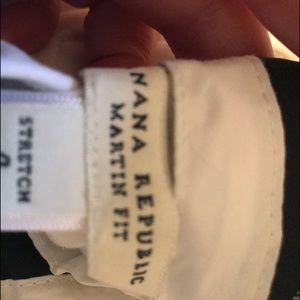 NANA REPUBLIC
MARTIN FIT
STRETCH